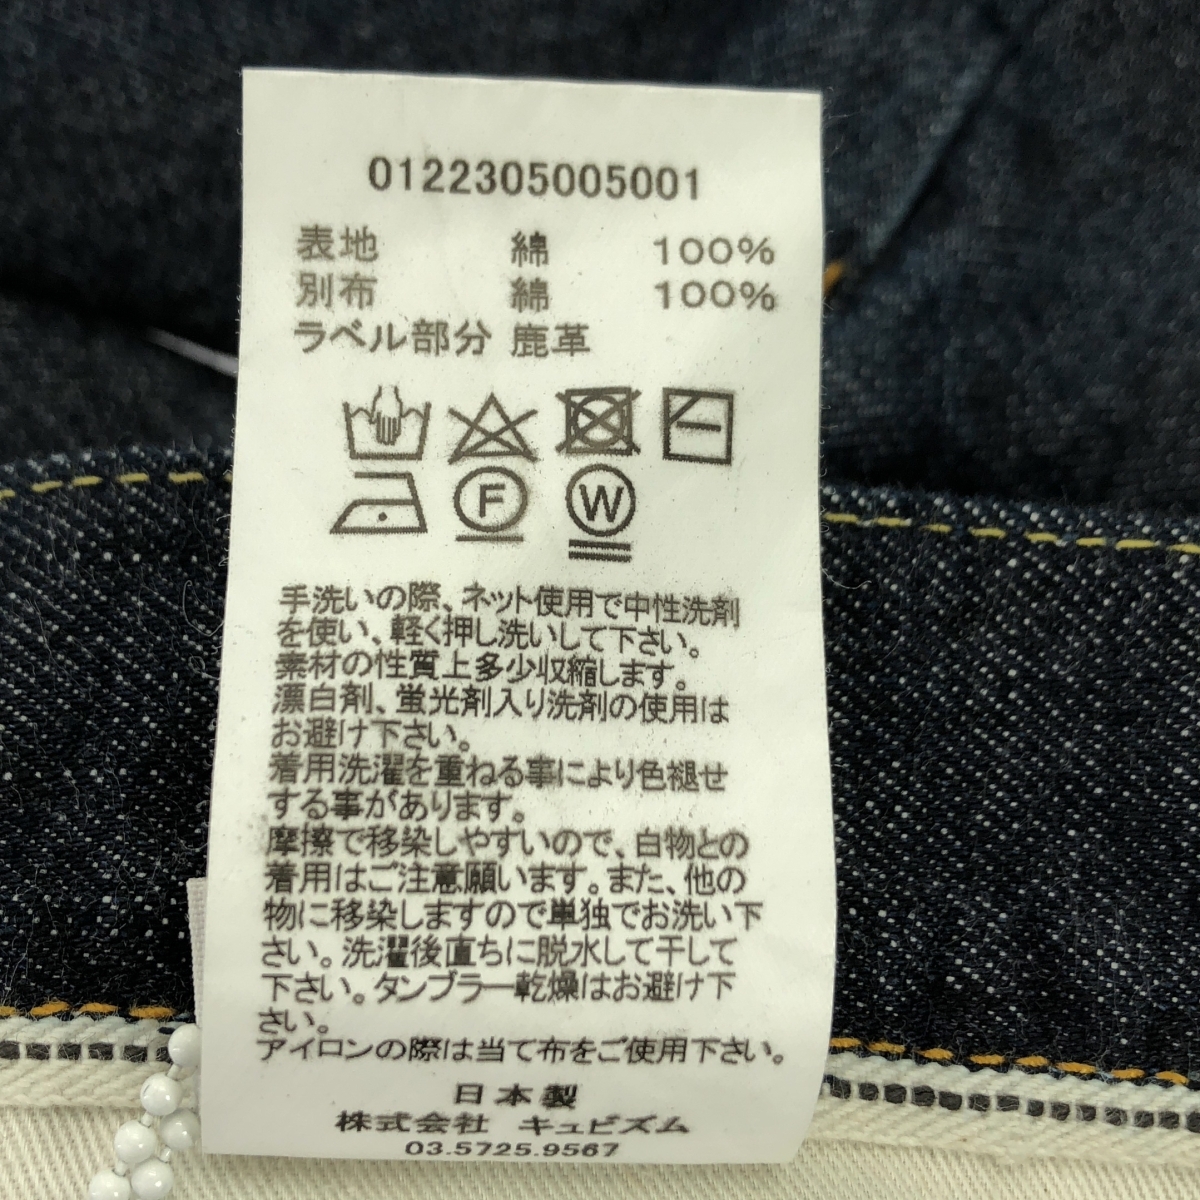 0122305005001
表地 綿 100%
別布 綿 100%
ラベル部分 鹿革
F W
手洗いの際、ネット使用で中性洗剤
を使い、軽く押し洗いして下さい。
素材の性質上多少収縮します。
漂白剤、蛍光剤入り洗剤の使用は
お避け下さい。
着用洗濯を重ねる事により色褪せ
する事があります。
摩擦で移染しやすいので、白物との
着用はご注意願います。また、他の
物に移染しますので単独でお洗い下
さい。洗濯後直ちに脱水して干して
下さい。タンブラー乾燥はお避け下
さい。
アイロンの際は当て布をご使用下さい。
日本製
株式会社 キュビズム
03.5725.9567